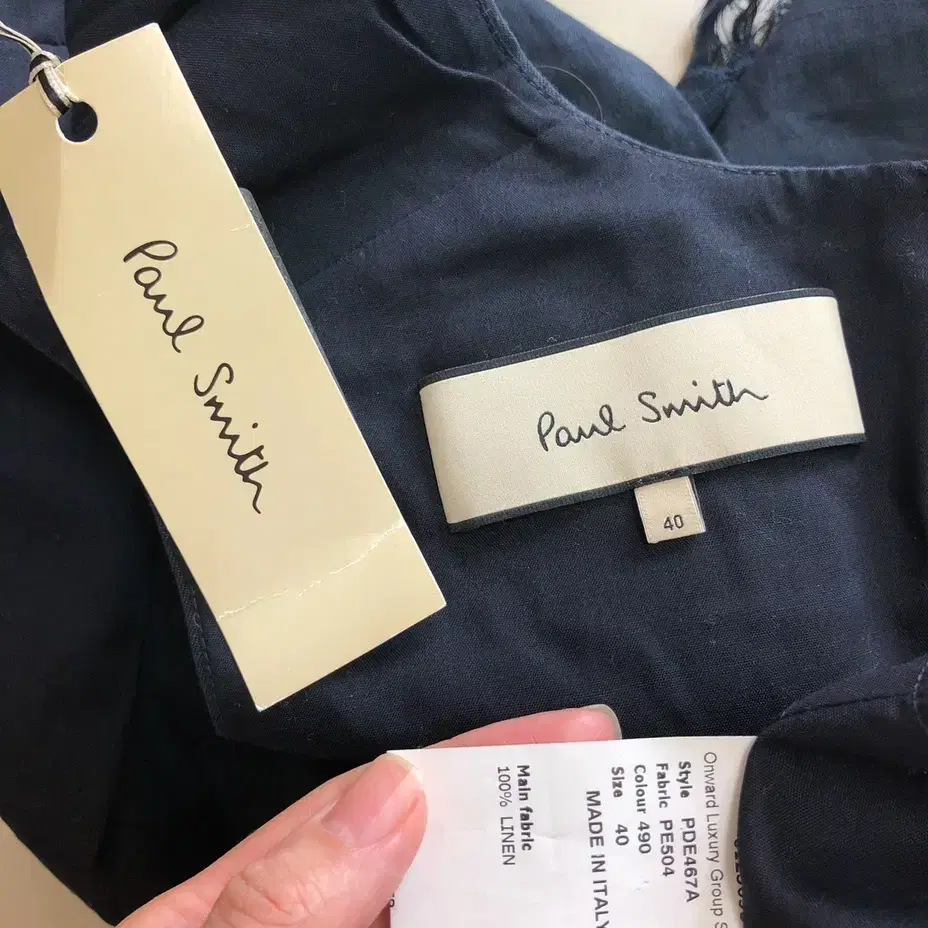 Paul Smith
Paul Smith
40
Onward Luxury Group S
Style PDE467A
Fabric PE504
Colour 490
Size 40
MADE IN ITALY
Main fabric
100% LINEN